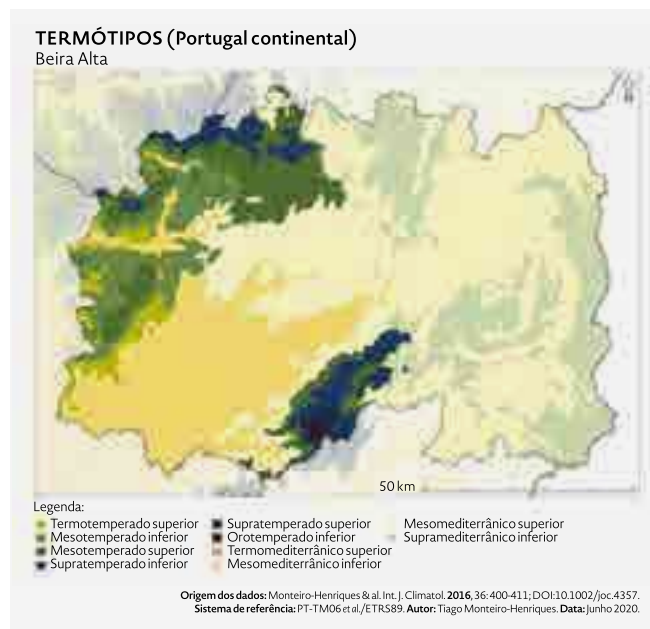 TERMÓTIPOS (Portugal continental)
Beira Alta
50 km
Legenda:
Termotemperado superior
Mesotemperado inferior
Mesotemperado superior
Supratemperado inferior
Supratemperado superior
Orotemperado inferior
Termomediterrânico superior
Mesomediterrânico inferior
Mesomediterrânico superior
Supramediterrânico inferior
Origem dos dados: Monteiro-Henriques & al. Int. J. Climatol. 2016, 36: 400-411; DOI:10.1002/joc.4357.
Sistema de referência: PT-TM06 et al./ETRS89. Autor: Tiago Monteiro-Henriques. Data: Junho 2020.